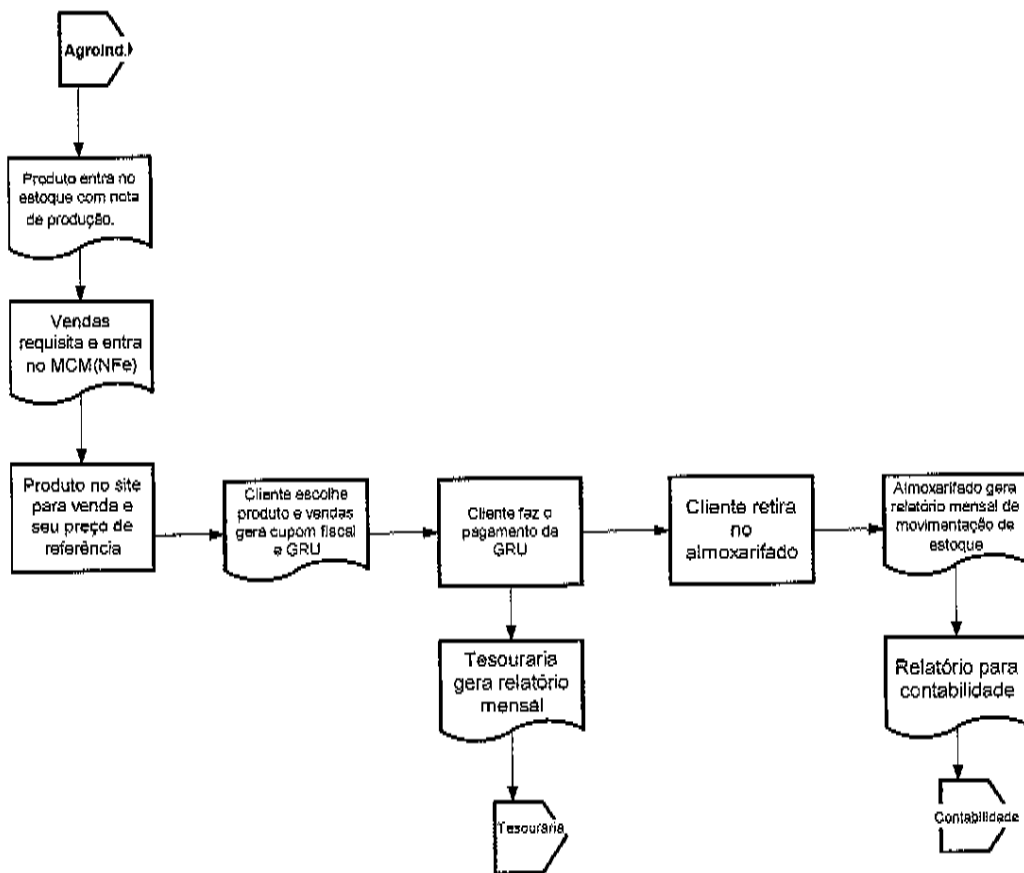 AgroInd.
Produto entra no
estoque com nota
de produção.
Vendas
requisita e entra
no MCM(NFe)
Produto no site
para venda e
seu preço de
referência
Cliente escolhe
produto e vendas
gera cupom fiscal
e GRU
Cliente faz o
pagamento da
GRU
Cliente retira
no
almoxarifado
Almoxarifado gera
relatório mensal de
movimentação de
estoque
Tesouraria
gera relatório
mensal
Relatório para
contabilidade
Tesouraria
Contabilidade